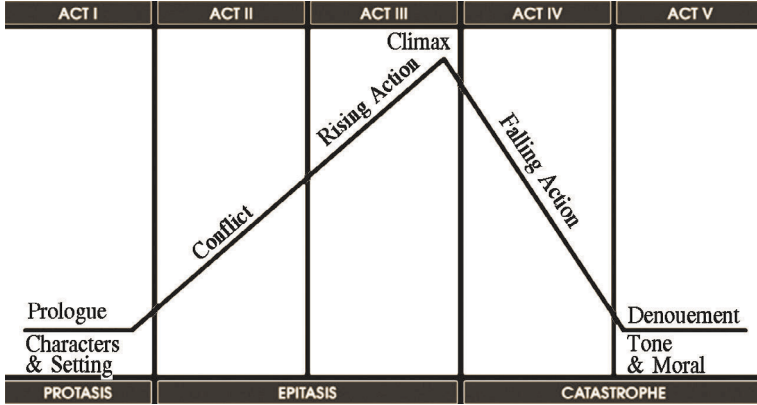 ACT I
ACT II
ACT III
ACT IV
ACT V
Climax
Rising Action
Falling Action
Conflict
Prologue
Characters
& Setting
Denouement
Tone
& Moral
PROTASIS
EPITASIS
CATASTROPHE